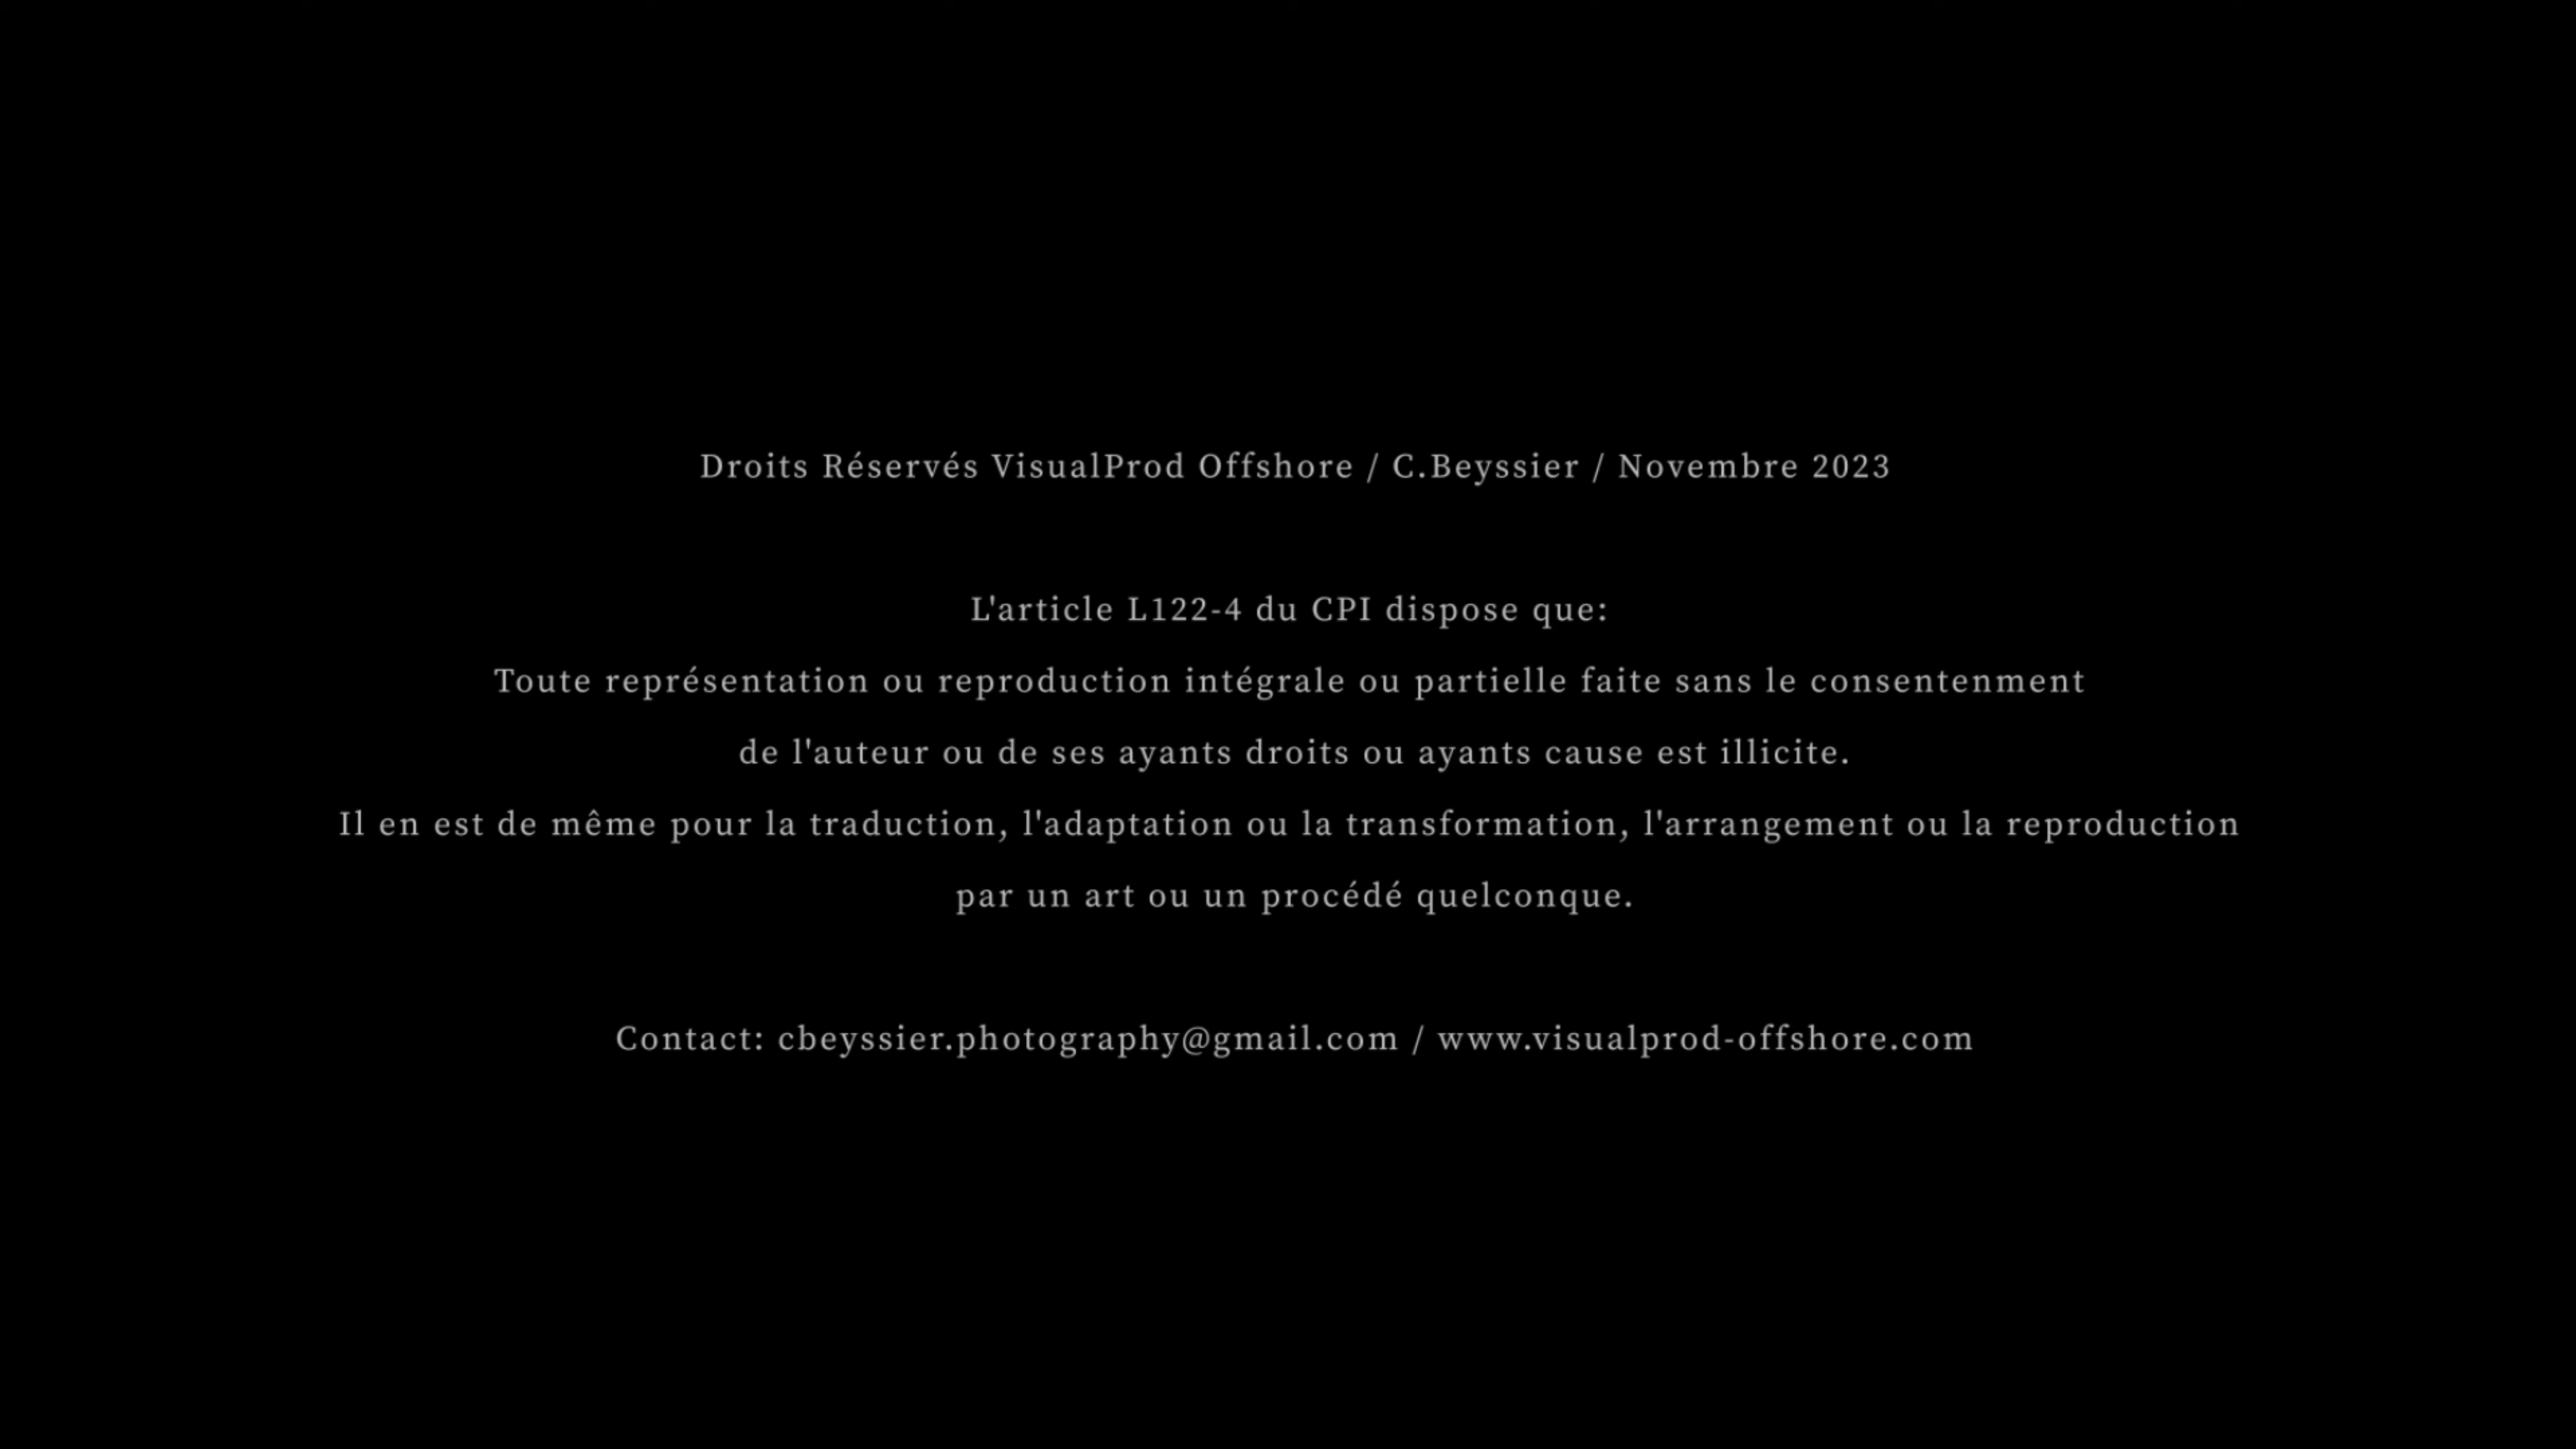 Droits Réservés VisualProd Offshore / C.Beyssier / Novembre 2023
L'article L122-4 du CPI dispose que:
Toute représentation ou reproduction intégrale ou partielle faite sans le consentenment
de l'auteur ou de ses ayants droits ou ayants cause est illicite.
Il en est de même pour la traduction, l'adaptation ou la transformation, l'arrangement ou la reproduction
par un art ou un procédé quelconque.
Contact: cbeyssier.photography@gmail.com / www.visualprod-offshore.com